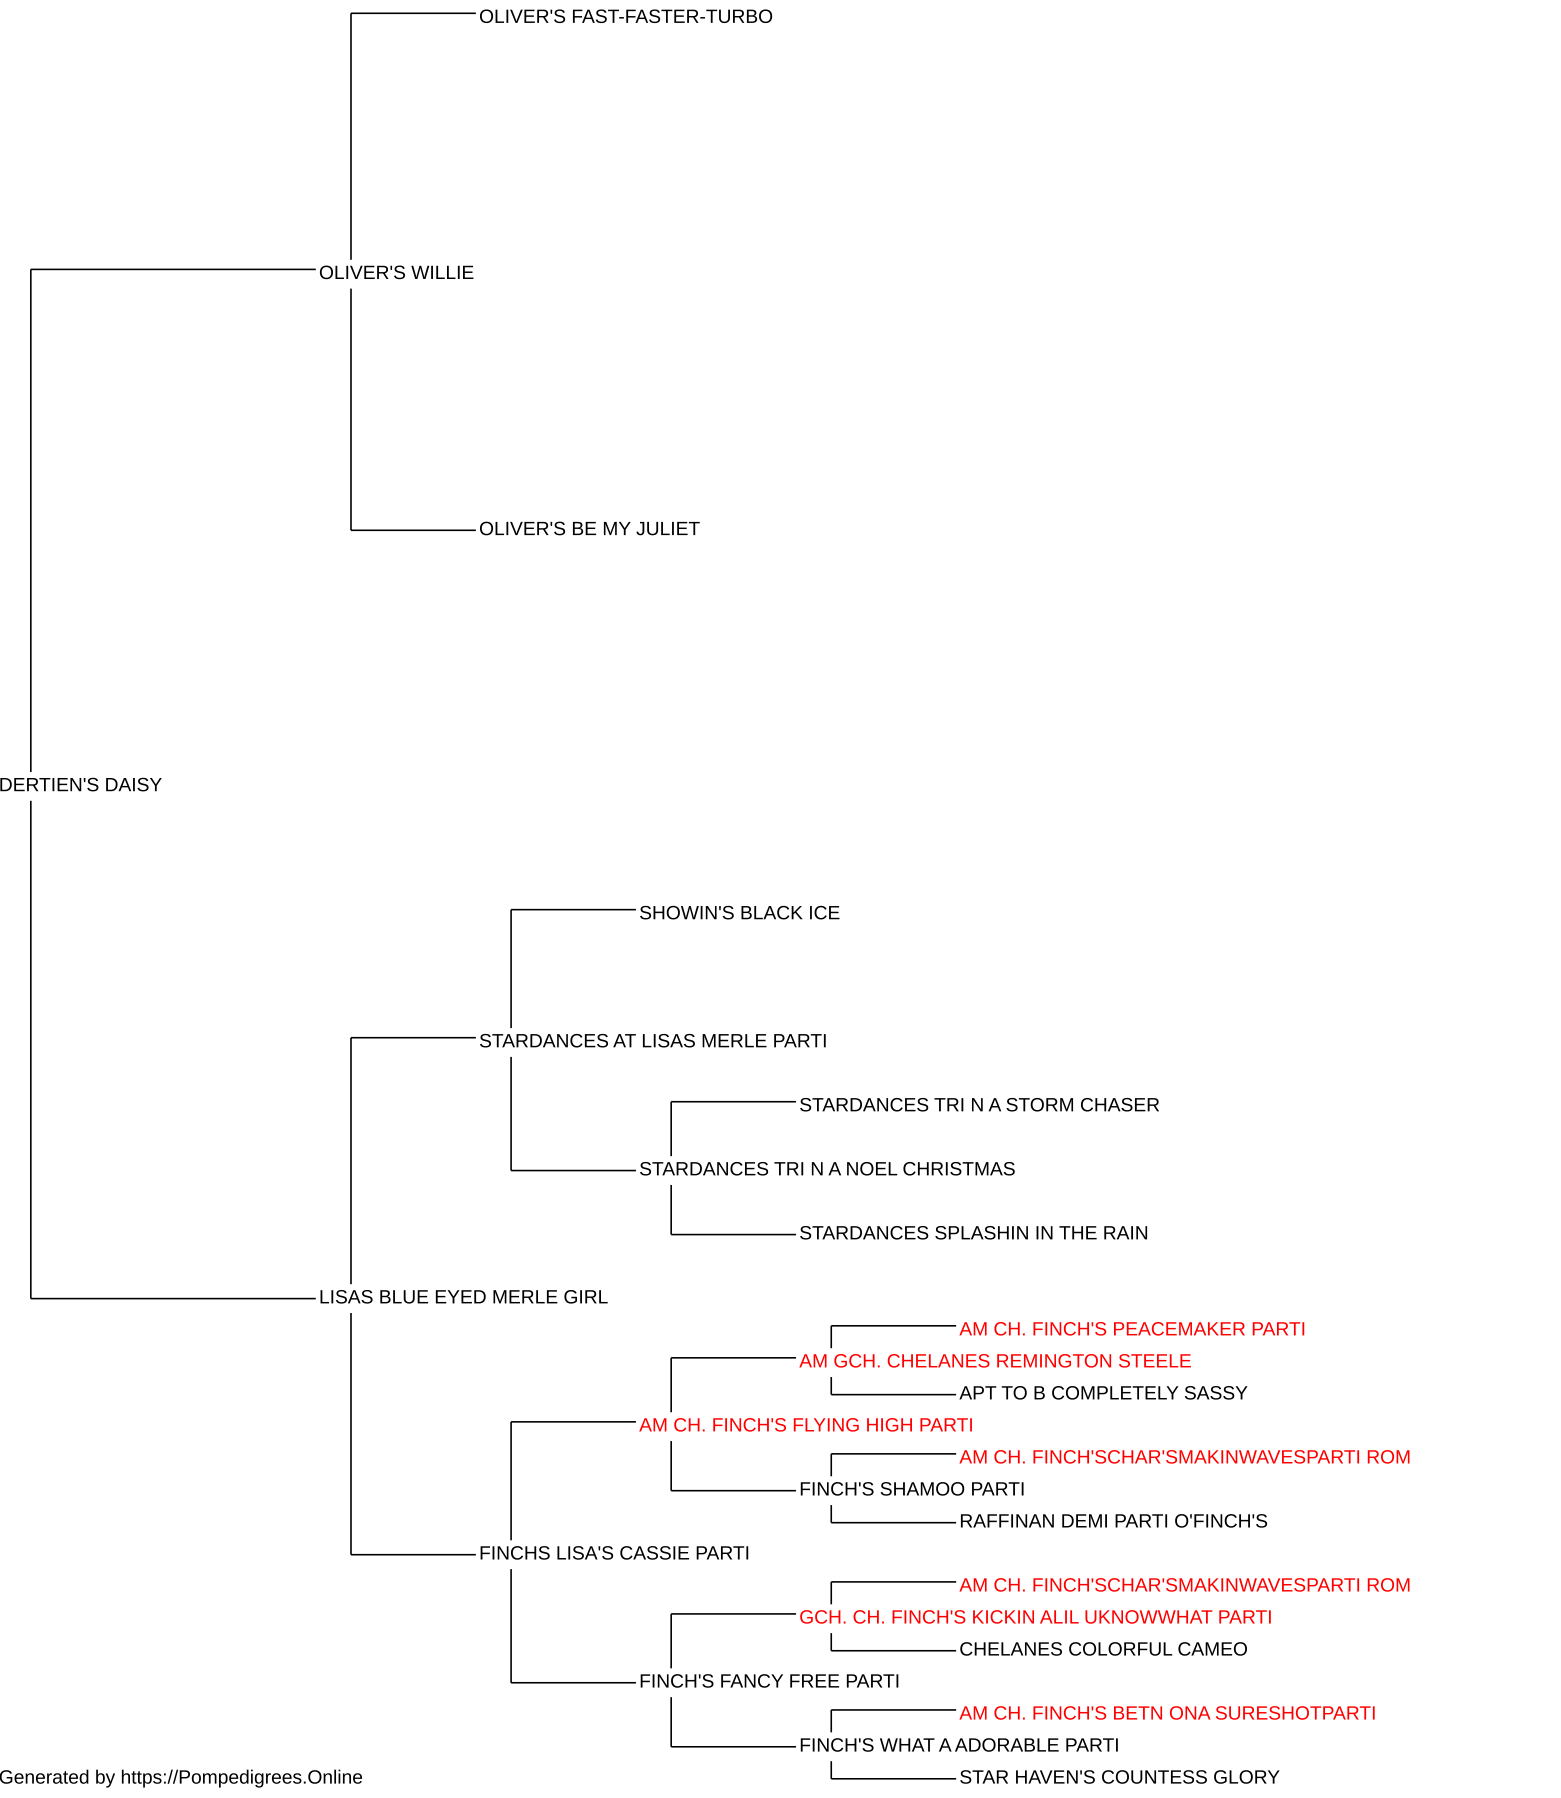 OLIVER'S FAST-FASTER-TURBO
OLIVER'S WILLIE
OLIVER'S BE MY JULIET
DERTIEN'S DAISY
SHOWIN'S BLACK ICE
STARDANCES AT LISAS MERLE PARTI
STARDANCES TRI N A STORM CHASER
STARDANCES TRI N A NOEL CHRISTMAS
STARDANCES SPLASHIN IN THE RAIN
LISAS BLUE EYED MERLE GIRL
AM CH. FINCH'S PEACEMAKER PARTI
AM GCH. CHELANES REMINGTON STEELE
APT TO B COMPLETELY SASSY
AM CH. FINCH'S FLYING HIGH PARTI
AM CH. FINCH'SCHAR'SMAKINWAVESPARTI ROM
FINCH'S SHAMOO PARTI
RAFFINAN DEMI PARTI O'FINCH'S
FINCHS LISA'S CASSIE PARTI
AM CH. FINCH'SCHAR'SMAKINWAVESPARTI ROM
GCH. CH. FINCH'S KICKIN ALIL UKNOWWHAT PARTI
CHELANES COLORFUL CAMEO
FINCH'S FANCY FREE PARTI
AM CH. FINCH'S BETN ONA SURESHOTPARTI
FINCH'S WHAT A ADORABLE PARTI
STAR HAVEN'S COUNTESS GLORY
Generated by https://Pompedigrees.Online